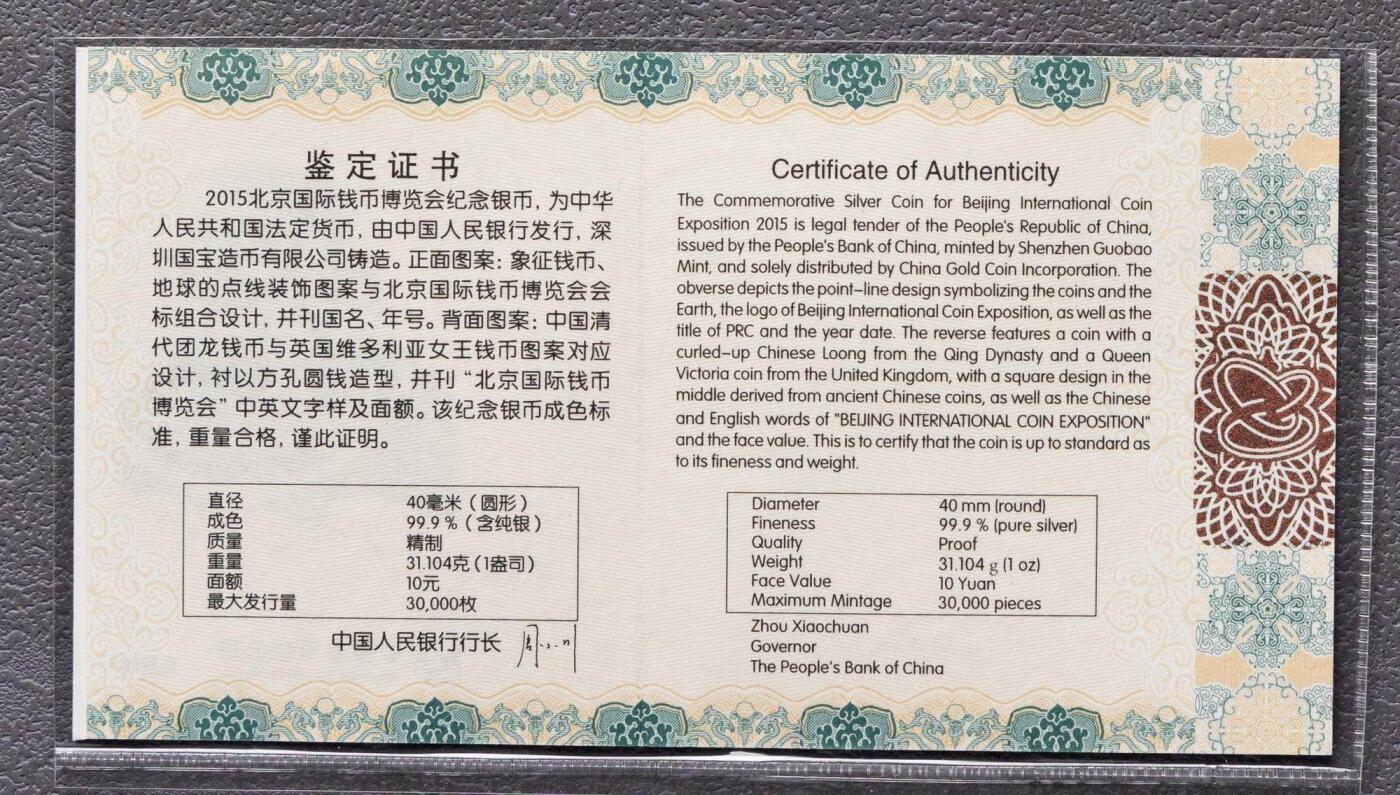 鉴定证书
2015北京国际钱币博览会纪念银币，为中华
人民共和国法定货币，由中国人民银行发行，深
圳国宝造币有限公司铸造。正面图案：象征钱币、
地球的点线装饰图案与北京国际钱币博览会会
标组合设计，并刊国名、年号。背面图案：中国清
代团龙钱币与英国维多利亚女王钱币图案对应
设计，衬以方孔圆钱造型，并刊“北京国际钱币
博览会”中英文字样及面额。该纪念银币成色标
准，重量合格，谨此证明。
直径 40毫米（圆形）
成色 99.9％（含纯银）
质量 精制
重量 31.104克（1盎司）
面额 10元
最大发行量 30,000枚
中国人民银行行长
Certificate of Authenticity
The Commemorative Silver Coin for Beijing International Coin
Exposition 2015 is legal tender of the People's Republic of China,
issued by the People's Bank of China, minted by Shenzhen Guobao
Mint, and solely distributed by China Gold Coin Incorporation. The
obverse depicts the point-line design symbolizing the coins and the
Earth, the logo of Beijing International Coin Exposition, as well as the
title of PRC and the year date. The reverse features a coin with a
curled-up Chinese Loong from the Qing Dynasty and a Queen
Victoria coin from the United Kingdom, with a square design in the
middle derived from ancient Chinese coins, as well as the Chinese
and English words of "BEIJING INTERNATIONAL COIN EXPOSITION"
and the face value. This is to certify that the coin is up to standard as
to its fineness and weight.
Diameter 40 mm (round)
Fineness 99.9 % (pure silver)
Quality Proof
Weight 31.104 g (1 oz)
Face Value 10 Yuan
Maximum Mintage 30,000 pieces
Zhou Xiaochuan
Governor
The People's Bank of China